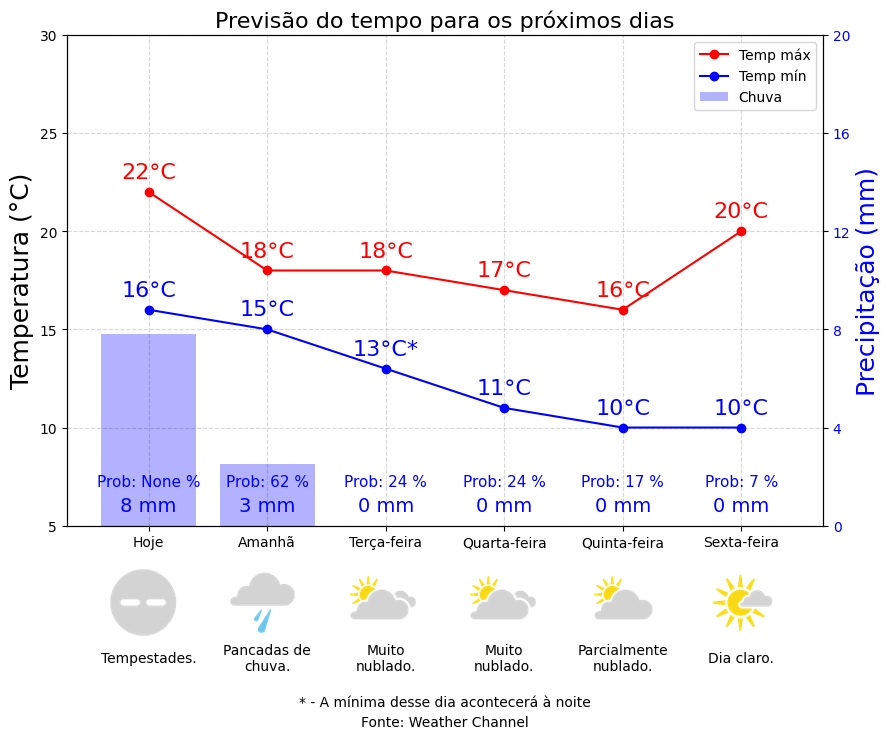 Previsão do tempo para os próximos dias
30
25
20
15
10
5
Temperatura (°C)
20
16
12
8
4
0
Precipitação (mm)
Temp máx
Temp mín
Chuva
22°C
18°C
18°C
17°C
16°C
20°C
16°C
15°C
13°C*
11°C
10°C
10°C
Prob: None %
Prob: 62 %
Prob: 24 %
Prob: 24 %
Prob: 17 %
Prob: 7 %
8 mm
3 mm
0 mm
0 mm
0 mm
0 mm
Hoje
Amanhã
Terça-feira
Quarta-feira
Quinta-feira
Sexta-feira
Tempestades.
Pancadas de
chuva.
Muito
nublado.
Muito
nublado.
Parcialmente
nublado.
Dia claro.
* - A mínima desse dia acontecerá à noite
Fonte: Weather Channel